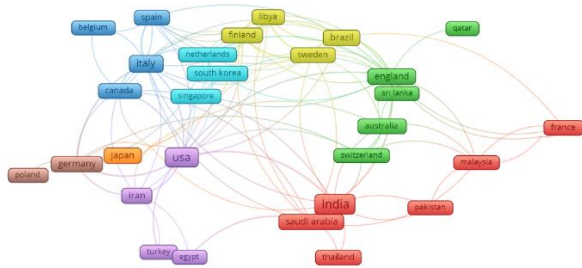 spain
libya
belgium
finland
brazil
qatar
netherlands
sweden
italy
south korea
england
canada
singapore
sri lanka
australia
france
japan
usa
switzerland
germany
malaysia
poland
iran
india
pakistan
saudi arabia
turkey
egypt
thailand